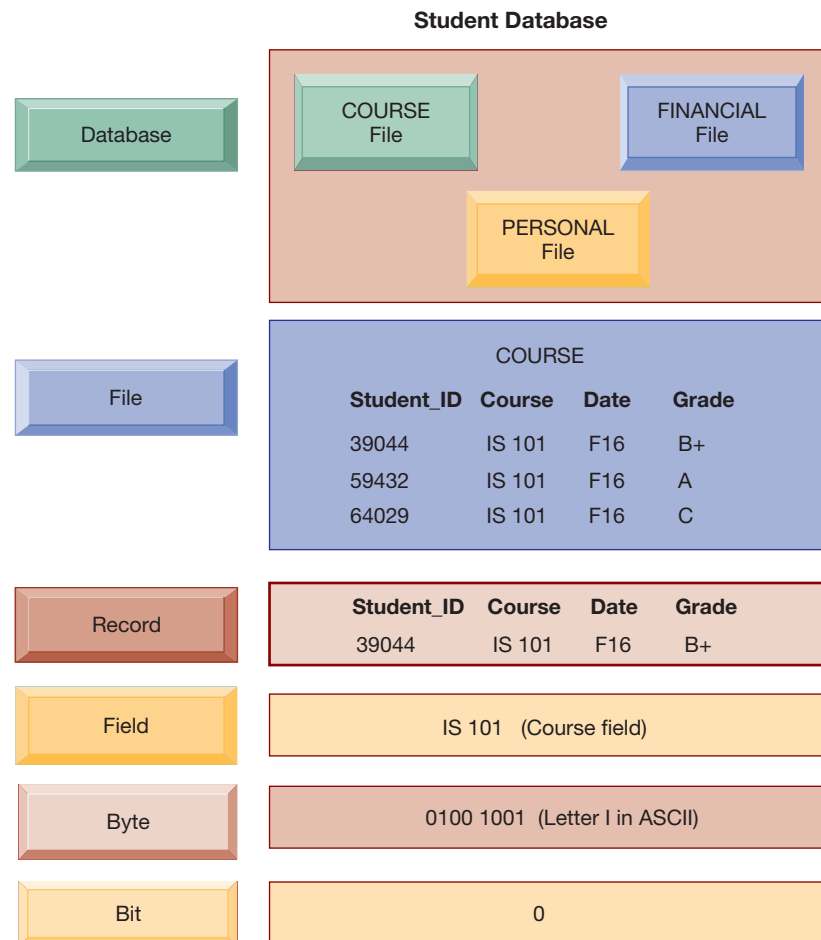 Student Database
Database
COURSE
File
FINANCIAL
File
PERSONAL
File
File
COURSE
Student_ID Course Date Grade
39044 IS 101 F16 B+
59432 IS 101 F16 A
64029 IS 101 F16 C
Record
Student_ID Course Date Grade
39044 IS 101 F16 B+
Field
IS 101 (Course field)
Byte
0100 1001 (Letter I in ASCII)
Bit
0